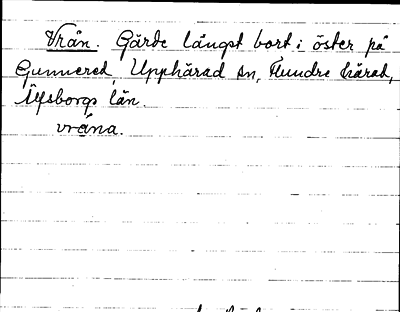 Vrån. Gärde längst bort i öster på
Gunnered, Upphärad sn, Flundre härad,
Älfsborgs län.
vråna.